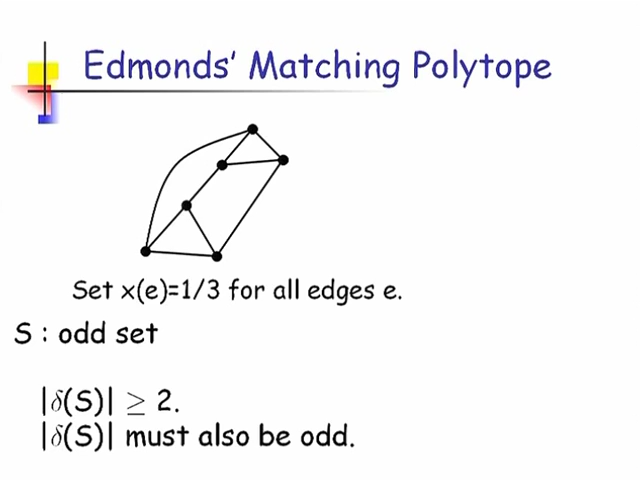 Edmonds' Matching Polytope
Set x(e)=1/3 for all edges e.
S : odd set
|δ(S)| ≥ 2.
|δ(S)| must also be odd.